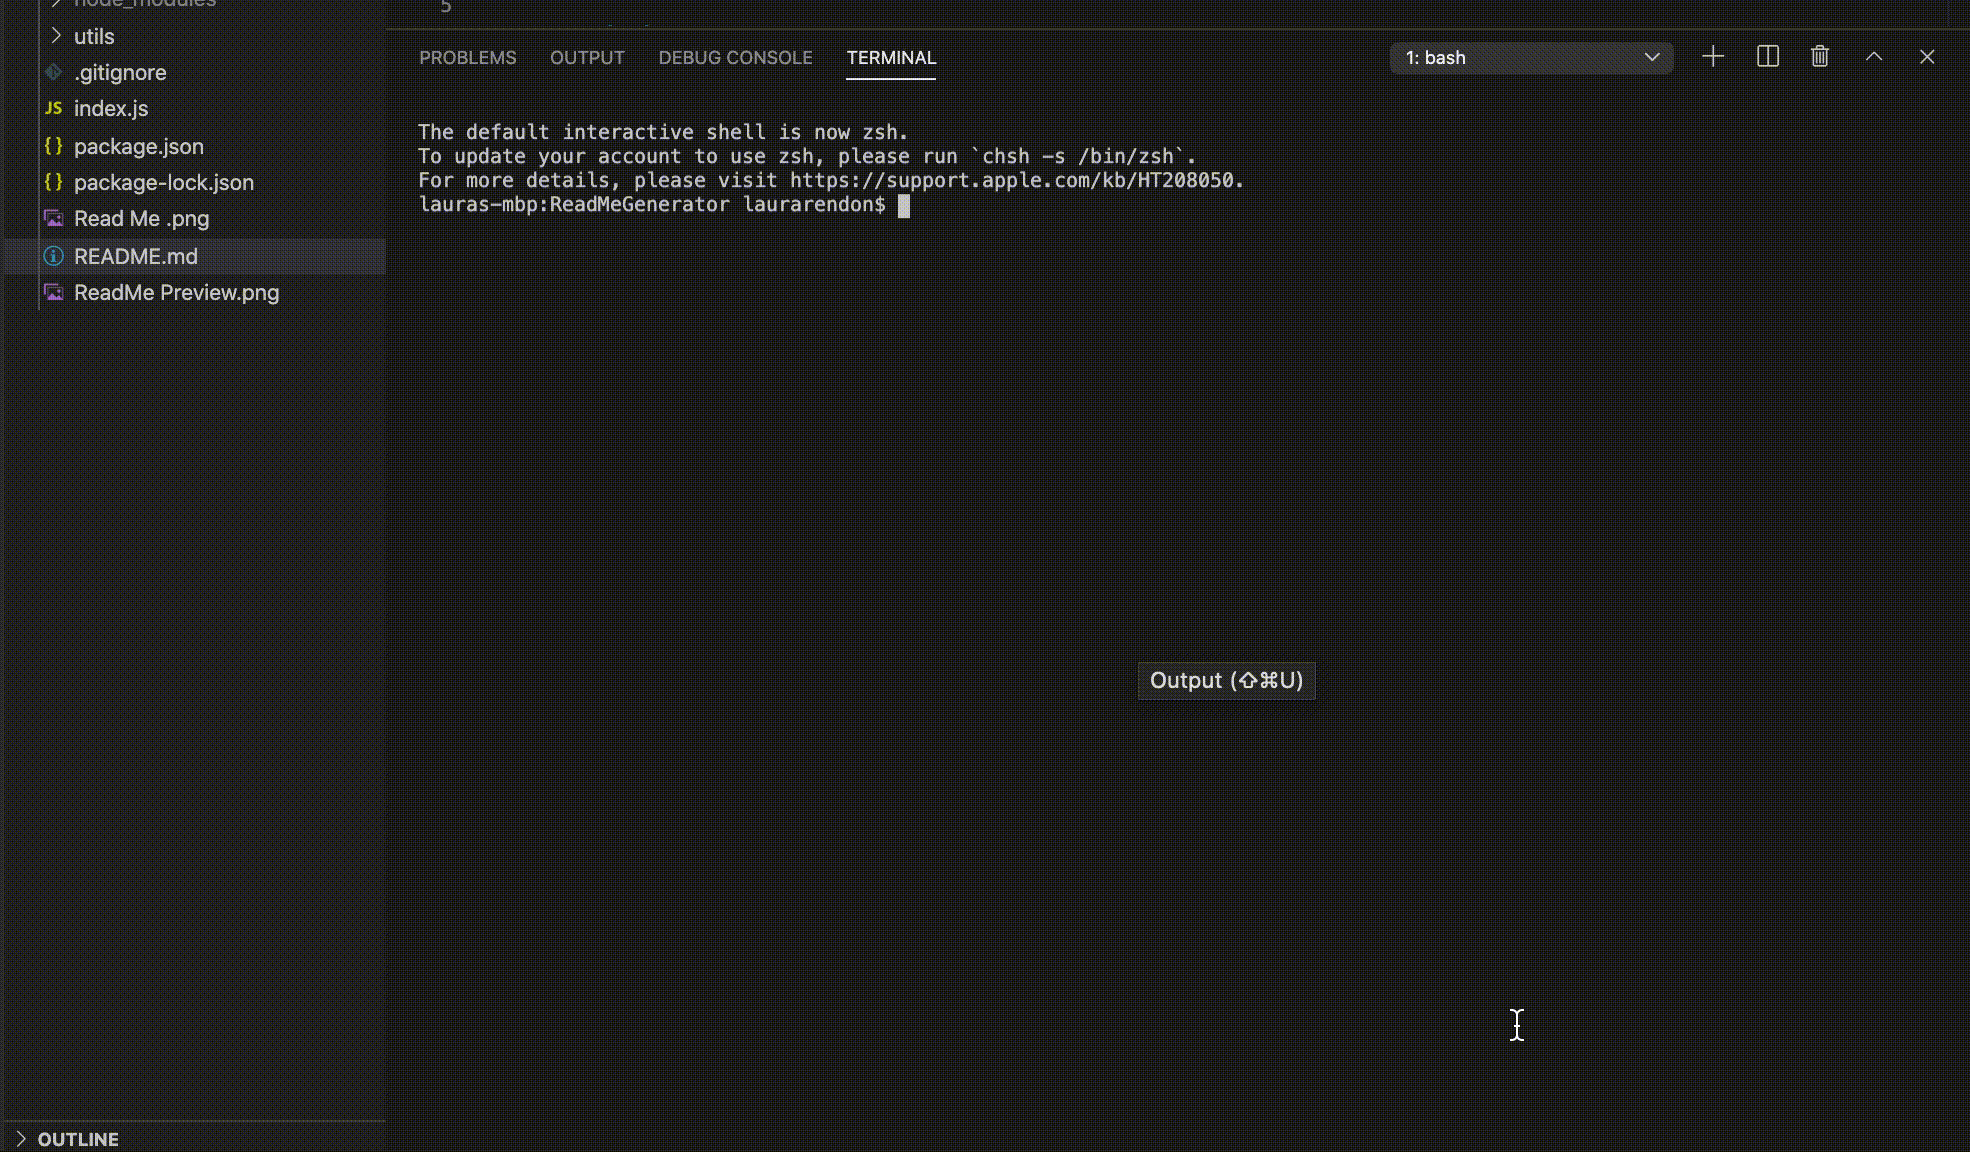 node_modules
utils
.gitignore
JS index.js
{} package.json
{} package-lock.json
Read Me .png
README.md
ReadMe Preview.png
OUTLINE
5
PROBLEMS OUTPUT DEBUG CONSOLE TERMINAL 1: bash
The default interactive shell is now zsh.
To update your account to use zsh, please run `chsh -s /bin/zsh`.
For more details, please visit https://support.apple.com/kb/HT208050.
lauras-mbp:ReadMeGenerator laurarendon$
Output (⇧⌘U)